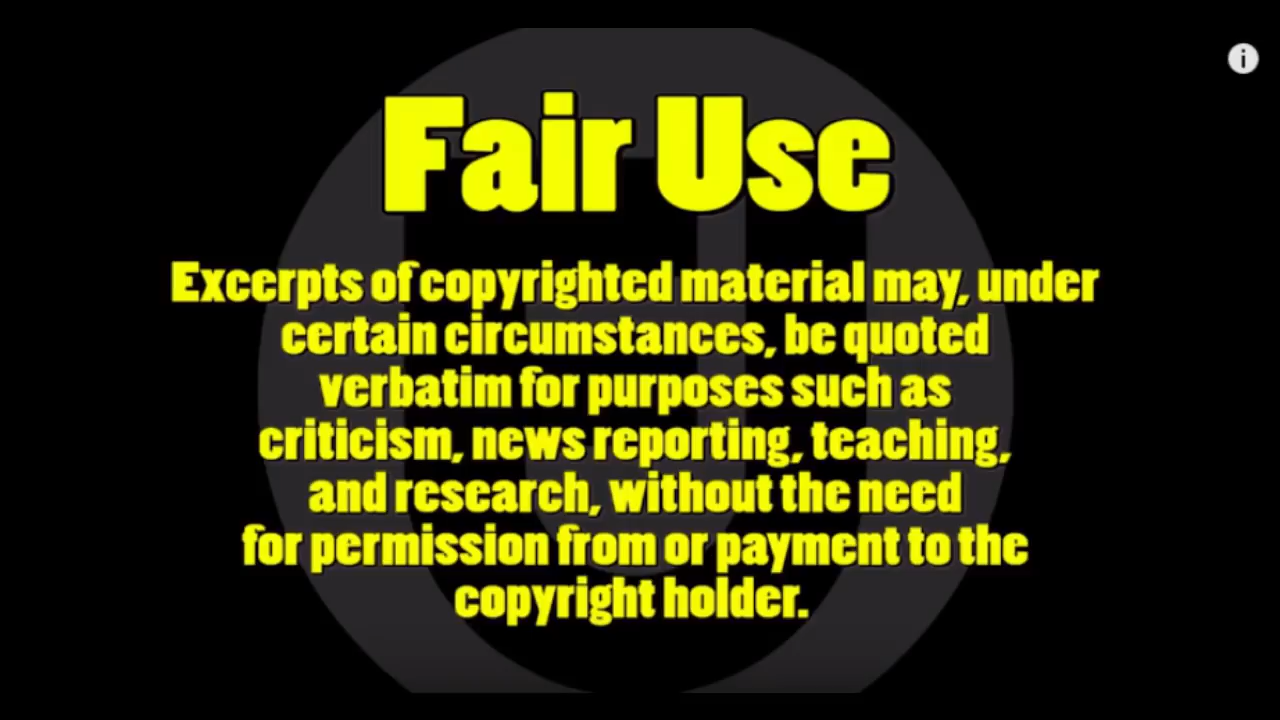 Fair Use
Excerpts of copyrighted material may, under
certain circumstances, be quoted
verbatim for purposes such as
criticism, news reporting, teaching,
and research, without the need
for permission from or payment to the
copyright holder.